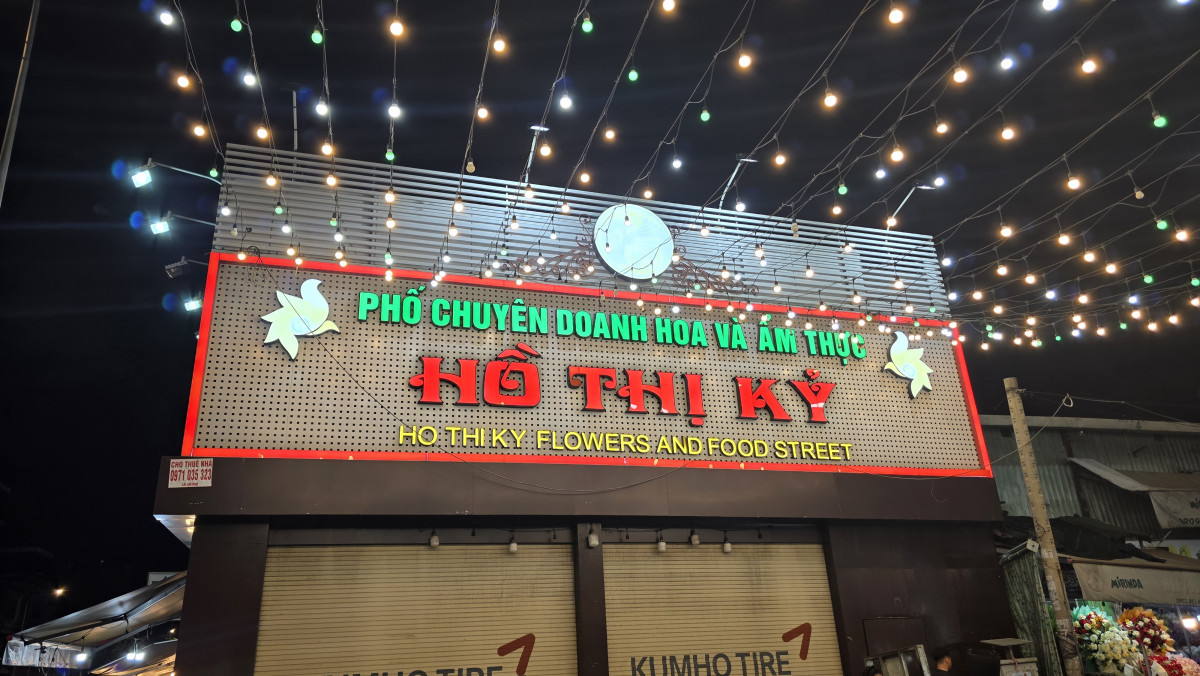 PHỐ CHUYÊN DOANH HOA VÀ ẨM THỰC
HỒ THỊ KỶ
HO THI KY FLOWERS AND FOOD STREET
CHO THUÊ NHÀ
0971 035 323
KUMHO TIRE
KUMHO TIRE
MIRINDA